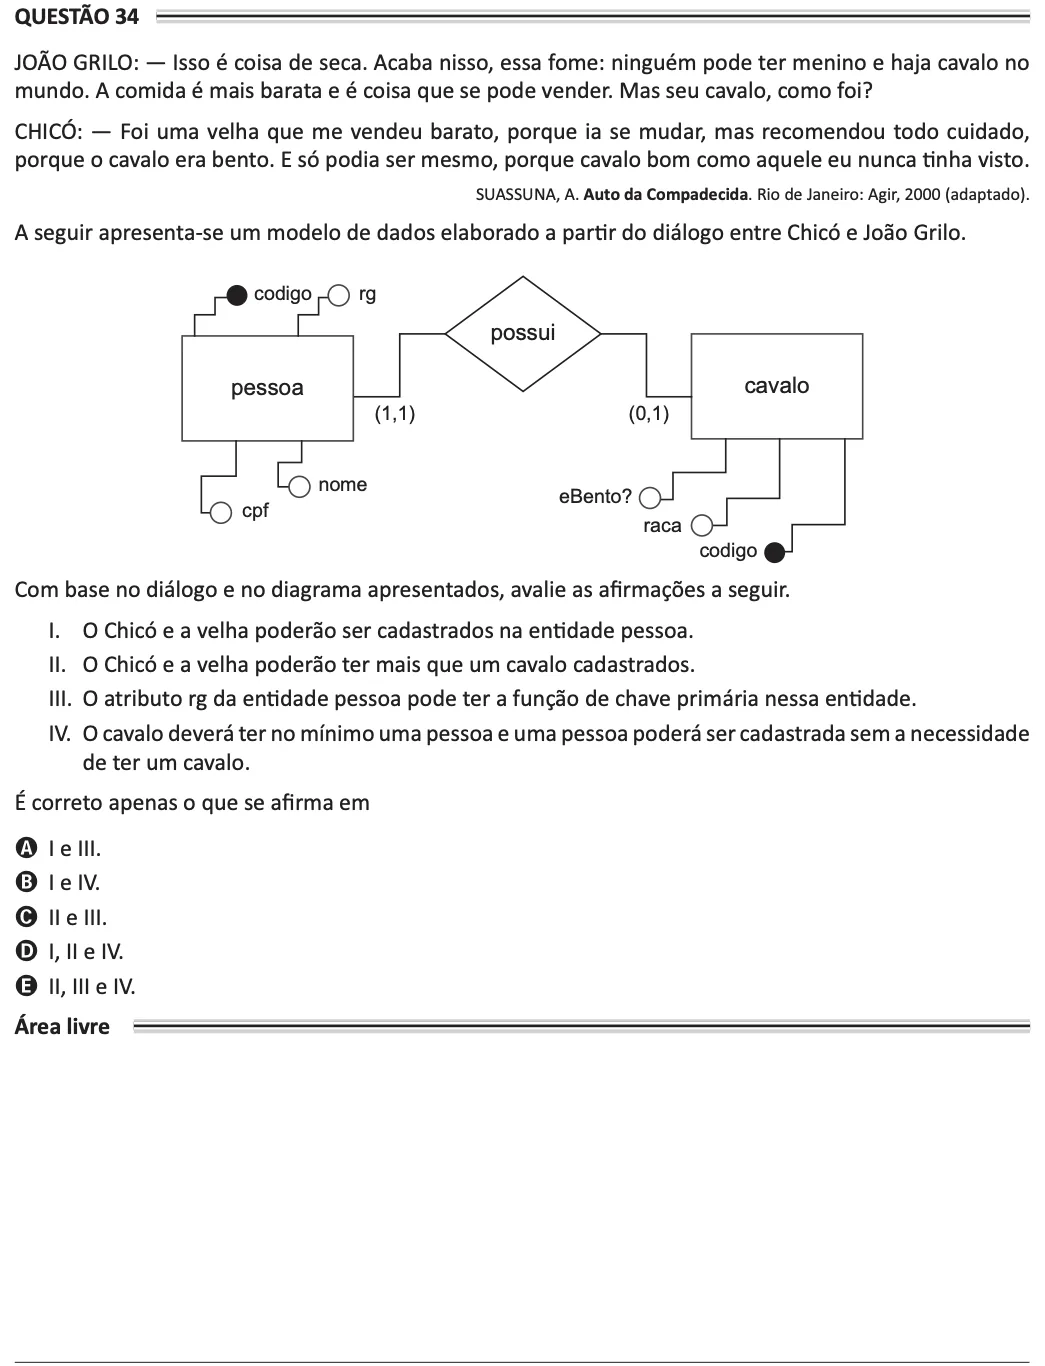 QUESTÃO 34
JOÃO GRILO: — Isso é coisa de seca. Acaba nisso, essa fome: ninguém pode ter menino e haja cavalo no
mundo. A comida é mais barata e é coisa que se pode vender. Mas seu cavalo, como foi?
CHICÓ: — Foi uma velha que me vendeu barato, porque ia se mudar, mas recomendou todo cuidado,
porque o cavalo era bento. E só podia ser mesmo, porque cavalo bom como aquele eu nunca tinha visto.
SUASSUNA, A. Auto da Compadecida. Rio de Janeiro: Agir, 2000 (adaptado).
A seguir apresenta-se um modelo de dados elaborado a partir do diálogo entre Chicó e João Grilo.
codigo rg
possui
pessoa
cavalo
(1,1)
(0,1)
nome
cpf
eBento?
raca
codigo
Com base no diálogo e no diagrama apresentados, avalie as afirmações a seguir.
I. O Chicó e a velha poderão ser cadastrados na entidade pessoa.
II. O Chicó e a velha poderão ter mais que um cavalo cadastrados.
III. O atributo rg da entidade pessoa pode ter a função de chave primária nessa entidade.
IV. O cavalo deverá ter no mínimo uma pessoa e uma pessoa poderá ser cadastrada sem a necessidade
de ter um cavalo.
É correto apenas o que se afirma em
A I e III.
B I e IV.
C II e III.
D I, II e IV.
E II, III e IV.
Área livre